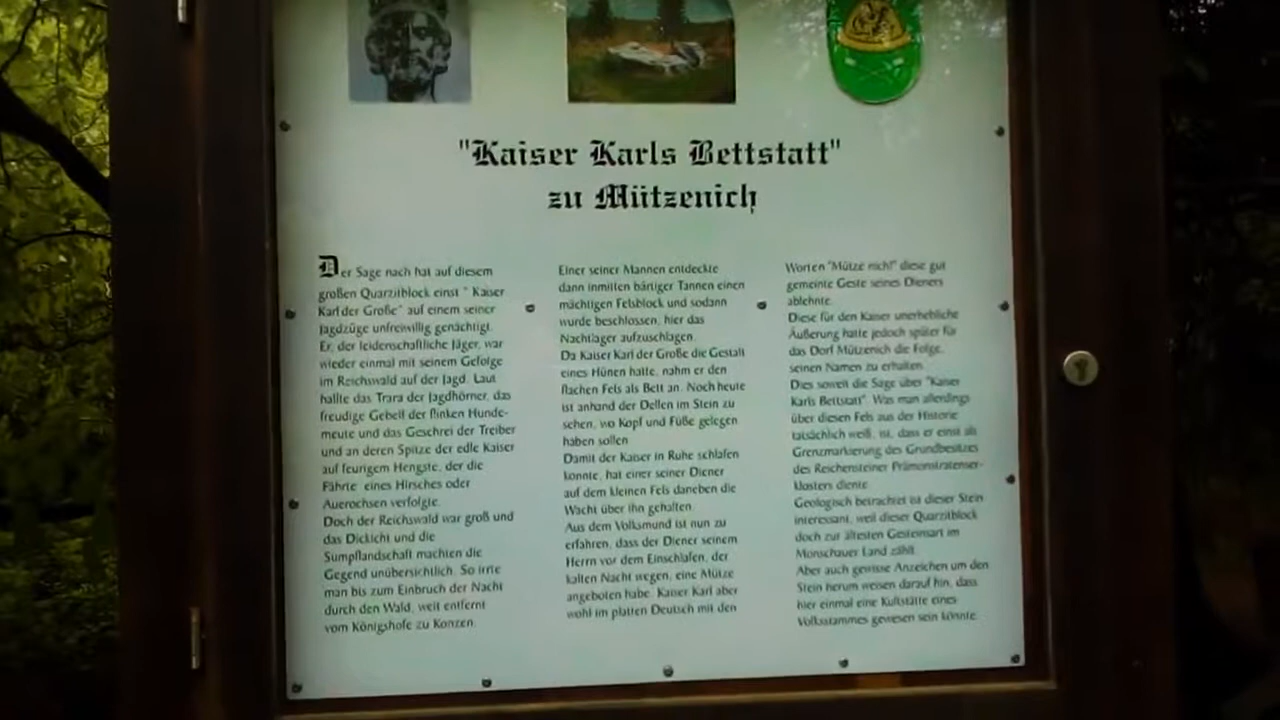 "Kaiser Karls Bettstatt"
zu Mützenich
Der Sage nach hat auf diesem
großen Quarzitblock einst " Kaiser
Karl der Große" auf einem seiner
Jagdzüge unfreiwillig genächtigt.
Er, der leidenschaftliche Jäger, war
wieder einmal mit seinem Gefolge
im Reichswald auf der Jagd. Laut
hallte das Trara der Jagdhörner, das
freudige Gebell der flinken Hunde-
meute und das Geschrei der Treiber
und an deren Spitze der edle Kaiser
auf feurigem Hengste, der die
Fährte eines Hirsches oder
Auerochsen verfolgte.
Doch der Reichswald war groß und
das Dickicht und die
Sumpflandschaft machten die
Gegend unübersichtlich. So irrte
man bis zum Einbruch der Nacht
durch den Wald, weit entfernt
vom Königshofe zu Konzen.
Einer seiner Mannen entdeckte
dann inmitten bärtiger Tannen einen
mächtigen Felsblock und sodann
wurde beschlossen, hier das
Nachtlager aufzuschlagen.
Da Kaiser Karl der Große die Gestalt
eines Hünen hatte, nahm er den
flachen Fels als Bett an. Noch heute
ist anhand der Dellen im Stein zu
sehen, wo Kopf und Füße gelegen
haben sollen.
Damit der Kaiser in Ruhe schlafen
konnte, hat einer seiner Diener
auf dem kleinen Fels daneben die
Wacht über ihn gehalten.
Aus dem Volksmund ist nun zu
erfahren, dass der Diener seinem
Herrn vor dem Einschlafen, der
kalten Nacht wegen, eine Mütze
angeboten habe. Kaiser Karl aber
wohl im platten Deutsch mit den
Worten "Mütze nich!" diese gut
gemeinte Geste seines Dieners
ablehnte.
Diese für den Kaiser unerhebliche
Äußerung hatte jedoch später für
das Dorf Mützenich die Folge,
seinen Namen zu erhalten.
Dies soweit die Sage über "Kaiser
Karls Bettstatt". Was man allerdings
über diesen Fels aus der Historie
tatsächlich weiß, ist, dass er einst als
Grenzmarkierung des Grundbesitzes
des Reichensteiner Prämonstratenser-
klosters diente.
Geologisch betrachtet ist dieser Stein
interessant, weil dieser Quarzitblock
doch zur ältesten Gesteinsart im
Monschauer Land zählt.
Aber auch gewisse Anzeichen um den
Stein herum weisen darauf hin, dass
hier einmal eine Kultstätte eines
Volksstammes gewesen sein könnte.